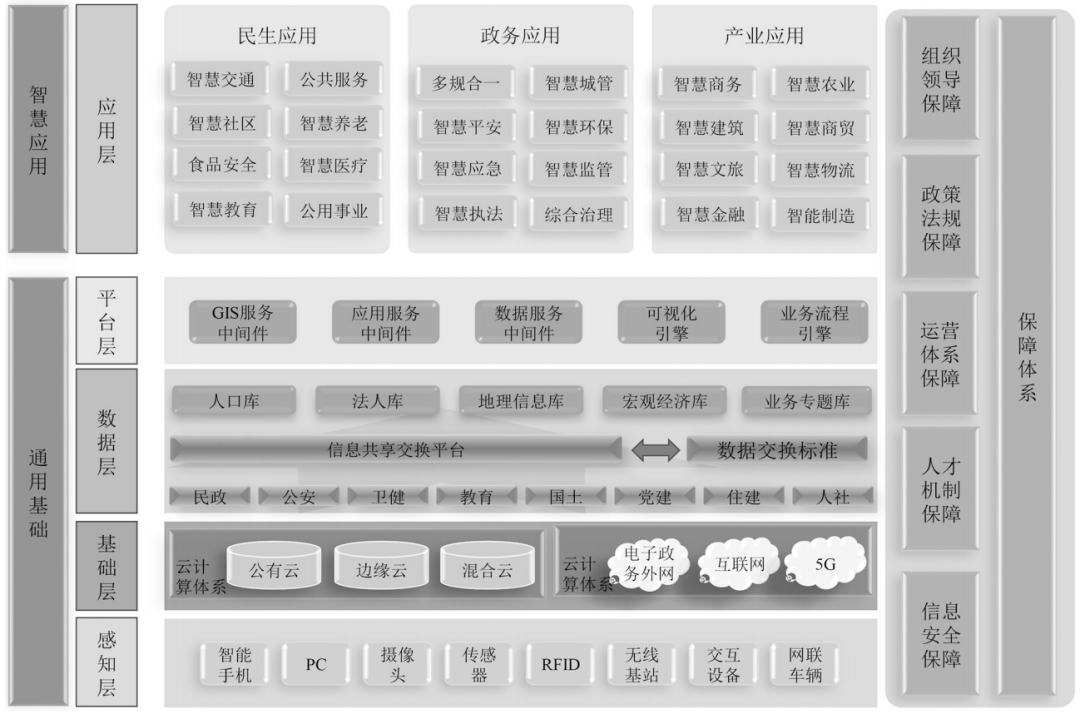 智慧应用
应用层
民生应用
智慧交通
公共服务
智慧社区
智慧养老
食品安全
智慧医疗
智慧教育
公用事业
政务应用
多规合一
智慧城管
智慧平安
智慧环保
智慧应急
智慧监管
智慧执法
综合治理
产业应用
智慧商务
智慧农业
智慧建筑
智慧商贸
智慧文旅
智慧物流
智慧金融
智能制造
通用基础
平台层
GIS服务
中间件
应用服务
中间件
数据服务
中间件
可视化
引擎
业务流程
引擎
数据层
人口库
法人库
地理信息库
宏观经济库
业务专题库
信息共享交换平台
数据交换标准
民政
公安
卫健
教育
国土
党建
住建
人社
基础层
云计
算体系
公有云
边缘云
混合云
云计
算体系
电子政
务外网
互联网
5G
感知层
智能
手机
PC
摄像
头
传感
器
RFID
无线
基站
交互
设备
网联
车辆
组织
领导
保障
政策
法规
保障
运营
体系
保障
人才
机制
保障
信息
安全
保障
保障体系